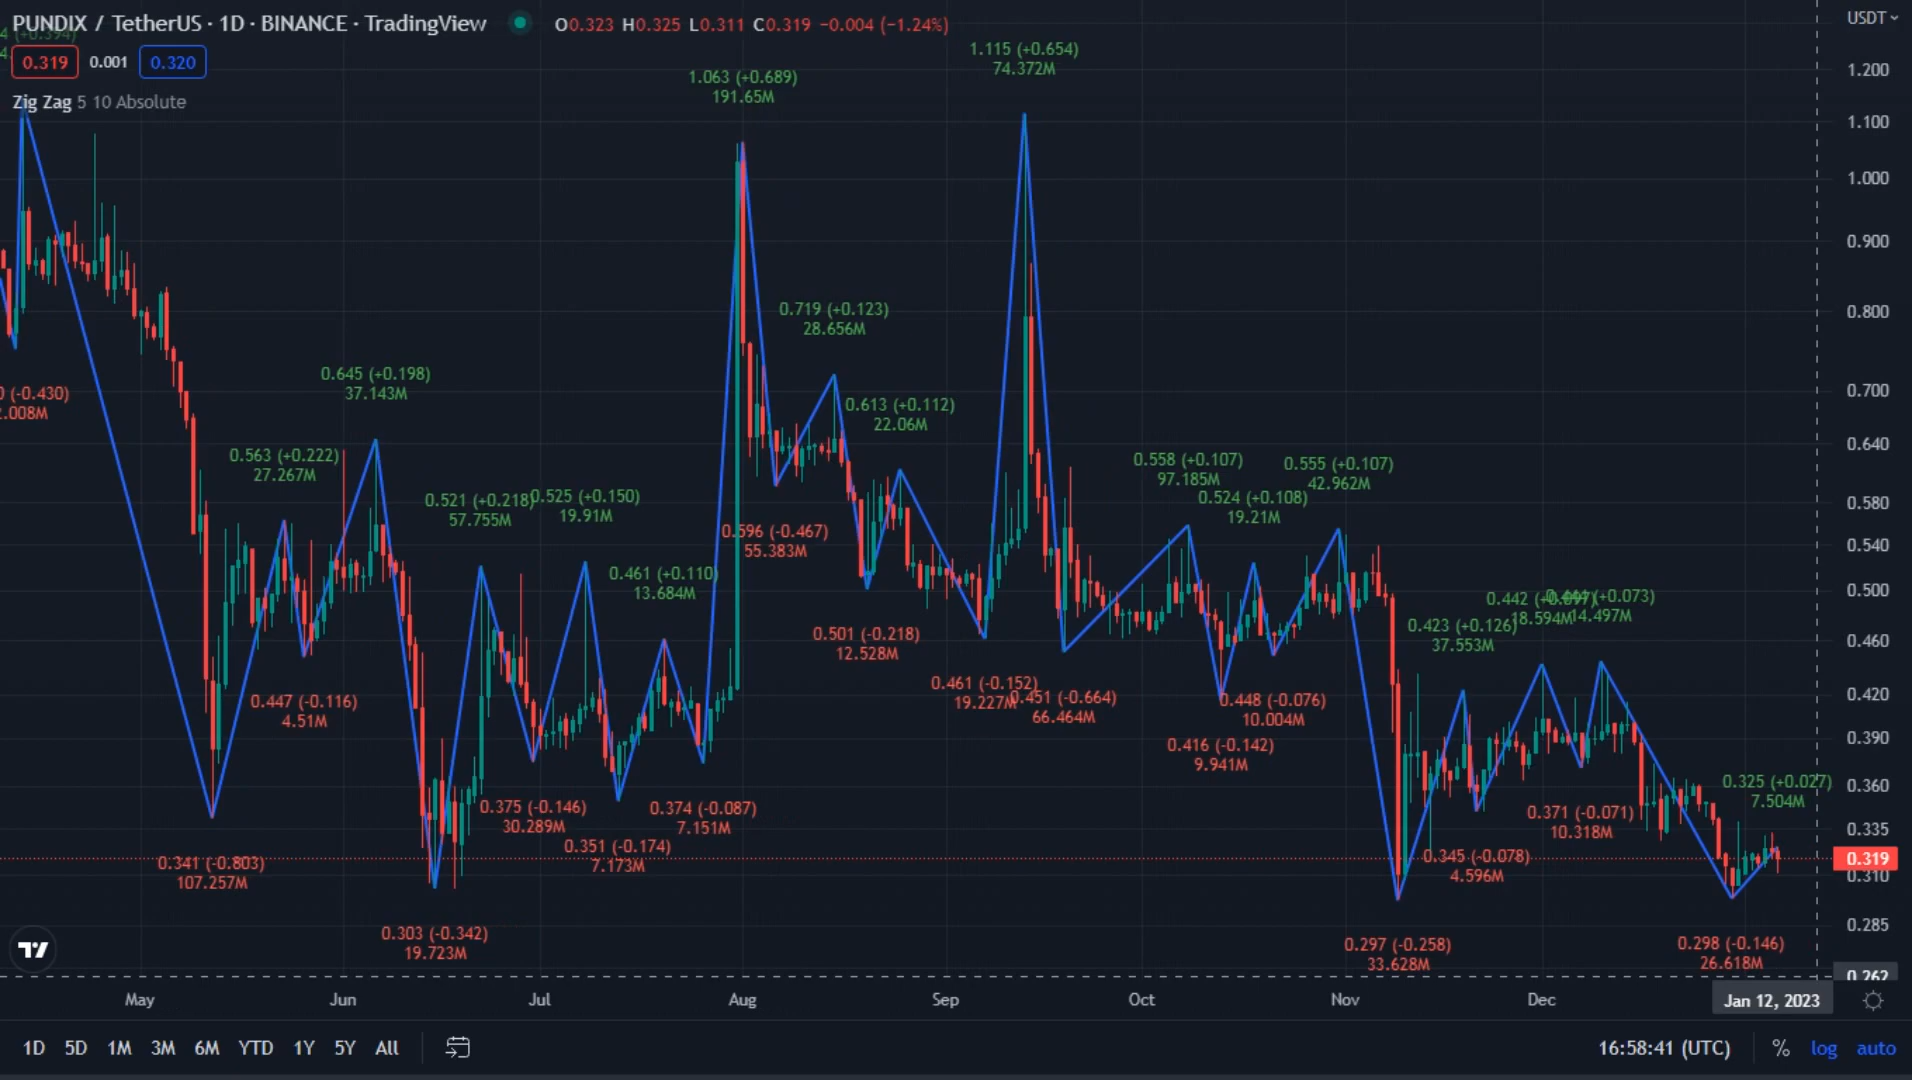 PUNDIX / TetherUS · 1D · BINANCE · TradingView O0.323 H0.325 L0.311 C0.319 −0.004 (−1.24%)
USDT
0.319 0.001 0.320
Zig Zag 5 10 Absolute
1.115 (+0.654)
74.372M
1.063 (+0.689)
191.65M
0.719 (+0.123)
28.656M
0.645 (+0.198)
37.143M
(-0.430)
.008M
0.613 (+0.112)
22.06M
0.563 (+0.222)
27.267M
0.558 (+0.107)
97.185M
0.555 (+0.107)
42.962M
0.521 (+0.218)
57.755M
0.525 (+0.150)
19.91M
0.524 (+0.108)
19.21M
0.596 (-0.467)
55.383M
0.461 (+0.110)
13.684M
0.442
18.594M
(+0.073)
14.497M
0.423 (+0.126)
37.553M
0.501 (-0.218)
12.528M
0.461 (-0.152)
19.227M
0.451 (-0.664)
66.464M
0.447 (-0.116)
4.51M
0.448 (-0.076)
10.004M
0.416 (-0.142)
9.941M
0.325 (+0.027)
7.504M
0.375 (-0.146)
30.289M
0.374 (-0.087)
7.151M
0.371 (-0.071)
10.318M
0.351 (-0.174)
7.173M
0.341 (-0.803)
107.257M
0.345 (-0.078)
4.596M
0.303 (-0.342)
19.723M
0.297 (-0.258)
33.628M
0.298 (-0.146)
26.618M
1.200
1.100
1.000
0.900
0.800
0.700
0.640
0.580
0.540
0.500
0.460
0.420
0.390
0.360
0.335
0.319
0.310
0.285
0.262
May Jun Jul Aug Sep Oct Nov Dec Jan 12, 2023
1D 5D 1M 3M 6M YTD 1Y 5Y All 16:58:41 (UTC) % log auto